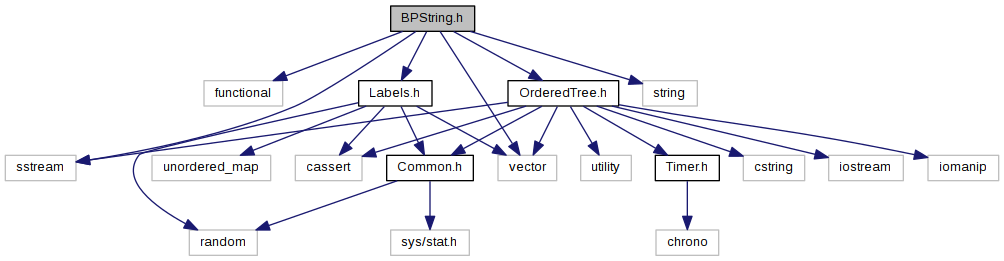 BPString.h
functional
Labels.h
OrderedTree.h
string
sstream
unordered_map
cassert
Common.h
vector
utility
Timer.h
cstring
iostream
iomanip
random
sys/stat.h
chrono